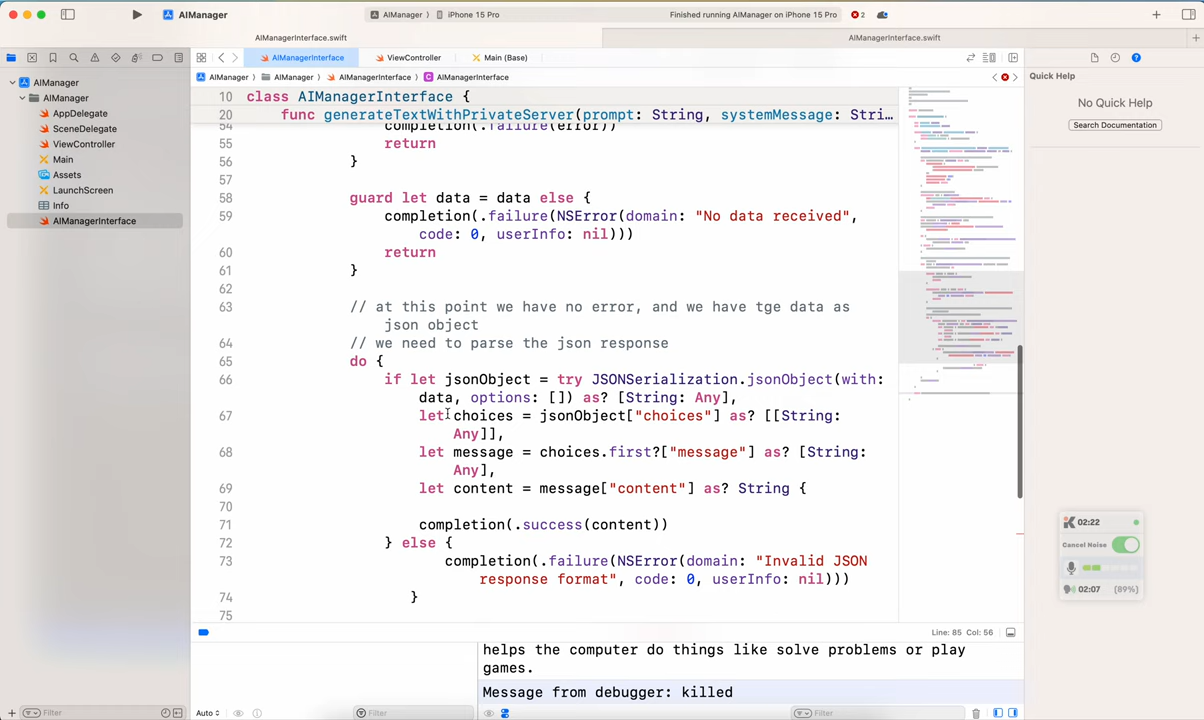 AIManager
AIManager
iPhone 15 Pro
Finished running AIManager on iPhone 15 Pro
2
AIManagerInterface.swift
AIManagerInterface.swift
AIManagerInterface
ViewController
Main (Base)
AIManager
AIManager
AIManagerInterface
C AIManagerInterface
AIManager
AIManager
AppDelegate
SceneDelegate
ViewController
Main
Assets
LaunchScreen
Info
AIManagerInterface
10 class AIManagerInterface {
20 func generateTextWithPrivateServer(prompt: String, systemMessage: Stri…
54 completion(.failure(error))
55 return
56 }
57
58 guard let data = data else {
59 completion(.failure(NSError(domain: "No data received",
code: 0, userInfo: nil)))
60 return
61 }
62
63 // at this point we have no error, and we have tge data as
json object
64 // we need to parse the json response
65 do {
66 if let jsonObject = try JSONSerialization.jsonObject(with:
data, options: []) as? [String: Any],
67 let choices = jsonObject["choices"] as? [[String:
Any]],
68 let message = choices.first?["message"] as? [String:
Any],
69 let content = message["content"] as? String {
70
71 completion(.success(content))
72 } else {
73 completion(.failure(NSError(domain: "Invalid JSON
response format", code: 0, userInfo: nil)))
74 }
75
Line: 85 Col: 56
helps the computer do things like solve problems or play
games.
Message from debugger: killed
Filter
Auto
Filter
Filter
Quick Help
No Quick Help
Search Documentation
02:22
Cancel Noise
02:07 (89%)